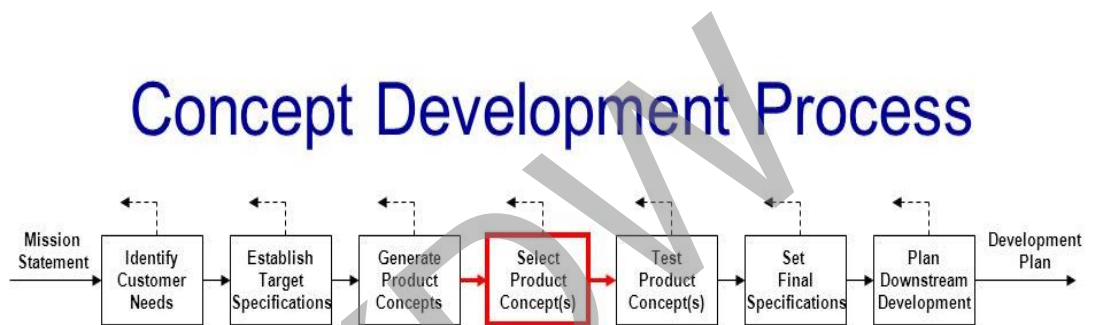 Concept Development Process
Mission
Statement
Identify
Customer
Needs
Establish
Target
Specifications
Generate
Product
Concepts
Select
Product
Concept(s)
Test
Product
Concept(s)
Set
Final
Specifications
Plan
Downstream
Development
Development
Plan